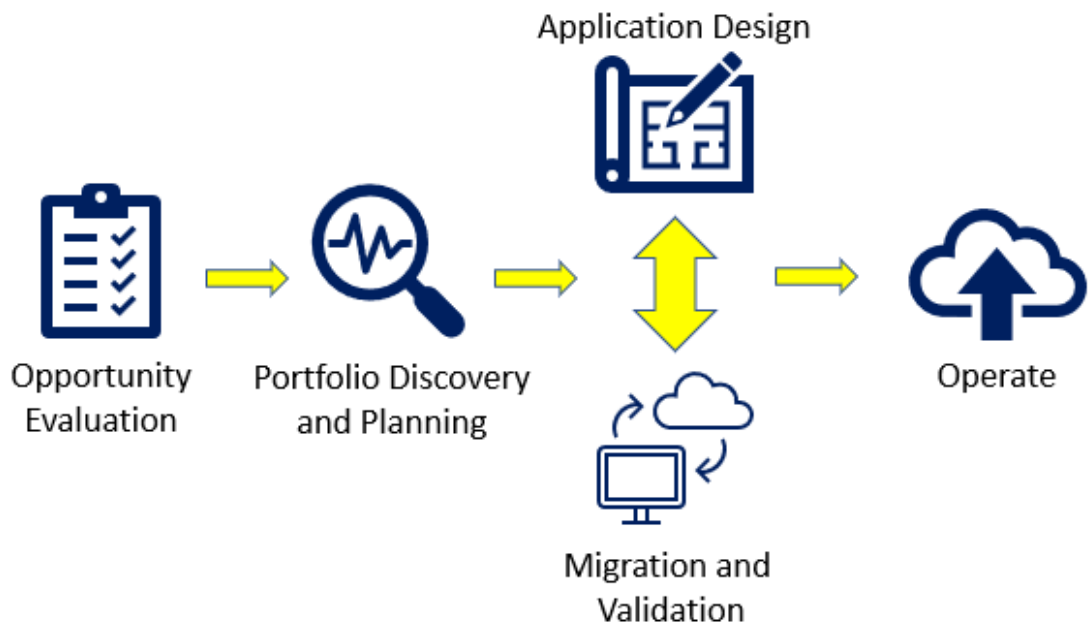 Application Design
Opportunity
Evaluation
Portfolio Discovery
and Planning
Operate
Migration and
Validation